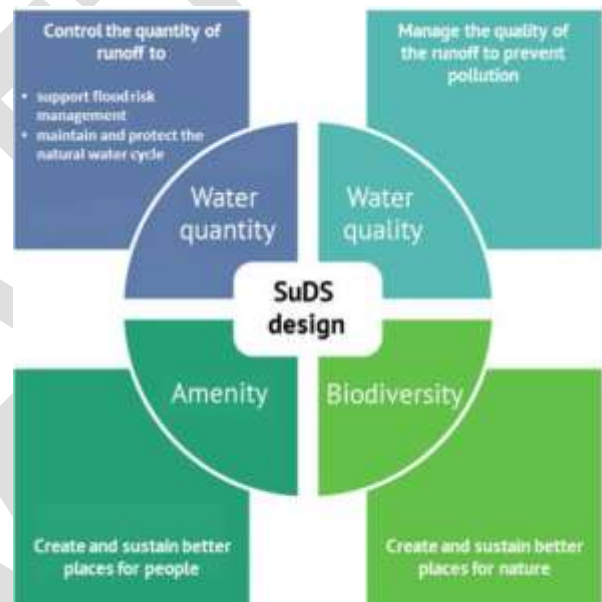 Control the quantity of
runoff to
• support flood risk
management
• maintain and protect the
natural water cycle
Manage the quality of
the runoff to prevent
pollution
Water
quantity
Water
quality
SuDS
design
Amenity
Biodiversity
Create and sustain better
places for people
Create and sustain better
places for nature